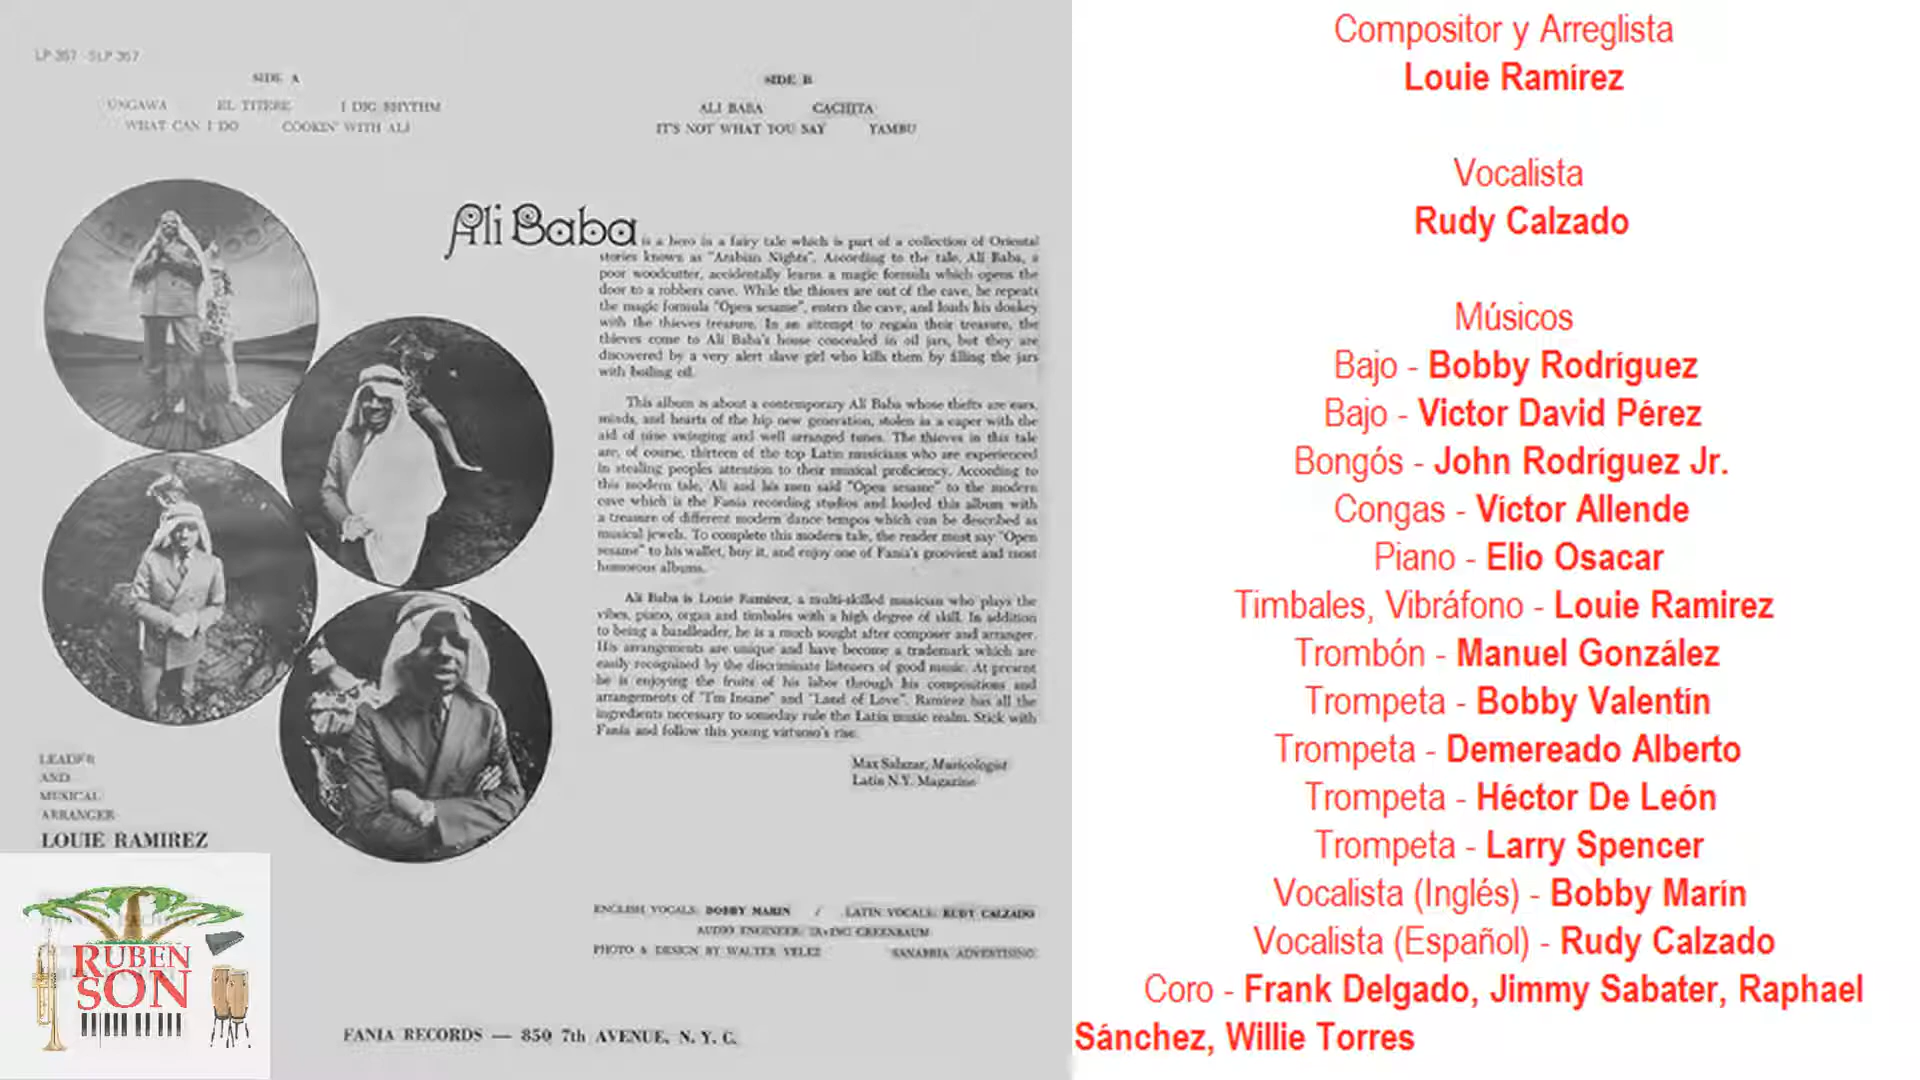 LP 367 - SLP 367
SIDE A
UNGAWA EL TITERE I DIG RHYTHM
WHAT CAN I DO COOKIN' WITH ALI
SIDE B
ALI BABA CACHITA
IT'S NOT WHAT YOU SAY YAMBU
Ali Baba is a hero in a fairy tale which is part of a collection of Oriental
stories known as "Arabian Nights". According to the tale, Ali Baba, a
poor woodcutter, accidentally learns a magic formula which opens the
door to a robbers cave. While the thieves are out of the cave, he repeats
the magic formula "Open sesame", enters the cave, and loads his donkey
with the thieves treasure. In an attempt to regain their treasure, the
thieves come to Ali Baba's house concealed in oil jars, but they are
discovered by a very alert slave girl who kills them by filling the jars
with boiling oil.
This album is about a contemporary Ali Baba whose thefts are ears,
minds, and hearts of the hip new generation, stolen in a caper with the
aid of nine swinging and well arranged tunes. The thieves in this tale
are, of course, thirteen of the top Latin musicians who are experienced
in stealing peoples attention to their musical proficiency. According to
this modern tale, Ali and his men said "Open sesame" to the modern
cave which is the Fania recording studios and loaded this album with
a treasure of different modern dance tempos which can be described as
musical jewels. To complete this modern tale, the reader must say "Open
sesame" to his wallet, buy it, and enjoy one of Fania's grooviest and most
humorous albums.
Ali Baba is Louie Ramirez, a multi-skilled musician who plays the
vibes, piano, organ and timbales with a high degree of skill. In addition
to being a bandleader, he is a much sought after composer and arranger.
His arrangements are unique and have become a trademark which are
easily recognized by the discriminate listeners of good music. At present
he is enjoying the fruits of his labor through his compositions and
arrangements of "I'm Insane" and "Land of Love". Ramirez has all the
ingredients necessary to someday rule the Latin music realm. Stick with
Fania and follow this young virtuoso's rise.
Max Salazar, Musicologist
Latin N.Y. Magazine
LEADER
AND
MUSICAL
ARRANGER
LOUIE RAMIREZ
RUBEN
SON
ENGLISH VOCALS: BOBBY MARIN / LATIN VOCALS: RUDY CALZADO
AUDIO ENGINEER: IRVING GREENBAUM
PHOTO & DESIGN BY WALTER VELEZ SANABRIA ADVERTISING
FANIA RECORDS — 850 7th AVENUE, N. Y. C.
Compositor y Arreglista
Louie Ramírez
Vocalista
Rudy Calzado
Músicos
Bajo - Bobby Rodríguez
Bajo - Victor David Pérez
Bongós - John Rodríguez Jr.
Congas - Víctor Allende
Piano - Elio Osacar
Timbales, Vibráfono - Louie Ramirez
Trombón - Manuel González
Trompeta - Bobby Valentín
Trompeta - Demereado Alberto
Trompeta - Héctor De León
Trompeta - Larry Spencer
Vocalista (Inglés) - Bobby Marín
Vocalista (Español) - Rudy Calzado
Coro - Frank Delgado, Jimmy Sabater, Raphael
Sánchez, Willie Torres